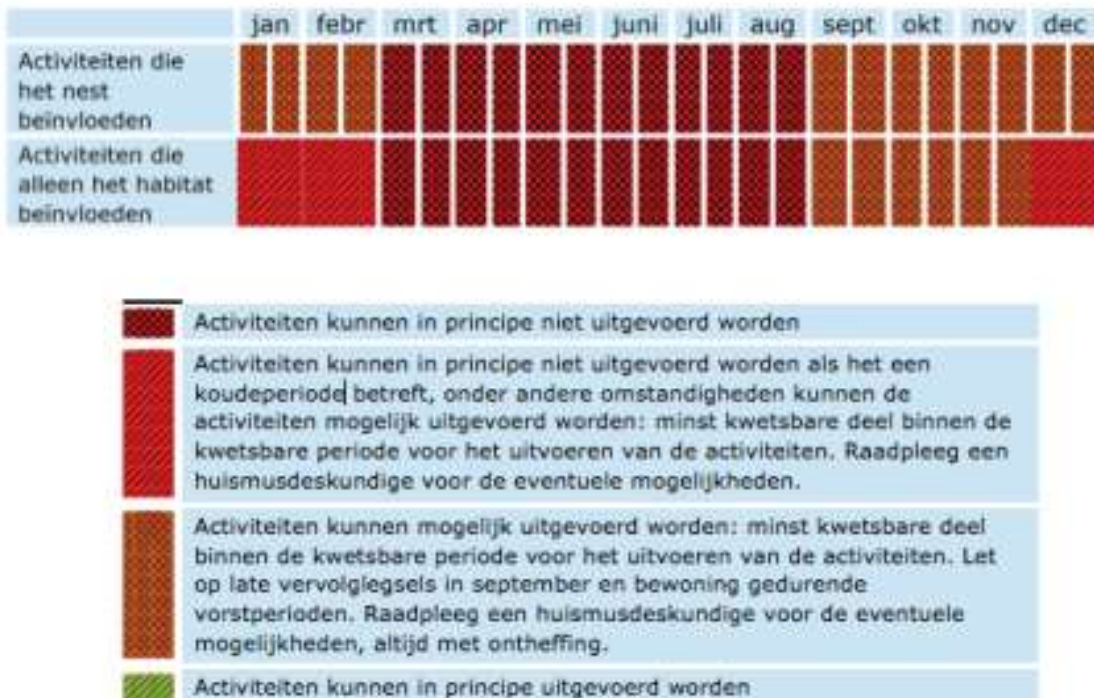 jan febr mrt apr mei juni juli aug sept okt nov dec
Activiteiten die
het nest
beïnvloeden
Activiteiten die
alleen het habitat
beïnvloeden
Activiteiten kunnen in principe niet uitgevoerd worden
Activiteiten kunnen in principe niet uitgevoerd worden als het een
koudeperiode betreft, onder andere omstandigheden kunnen de
activiteiten mogelijk uitgevoerd worden: minst kwetsbare deel binnen de
kwetsbare periode voor het uitvoeren van de activiteiten. Raadpleeg een
huismusdeskundige voor de eventuele mogelijkheden.
Activiteiten kunnen mogelijk uitgevoerd worden: minst kwetsbare deel
binnen de kwetsbare periode voor het uitvoeren van de activiteiten. Let
op late vervolglegsels in september en bewoning gedurende
vorstperioden. Raadpleeg een huismusdeskundige voor de eventuele
mogelijkheden, altijd met ontheffing.
Activiteiten kunnen in principe uitgevoerd worden